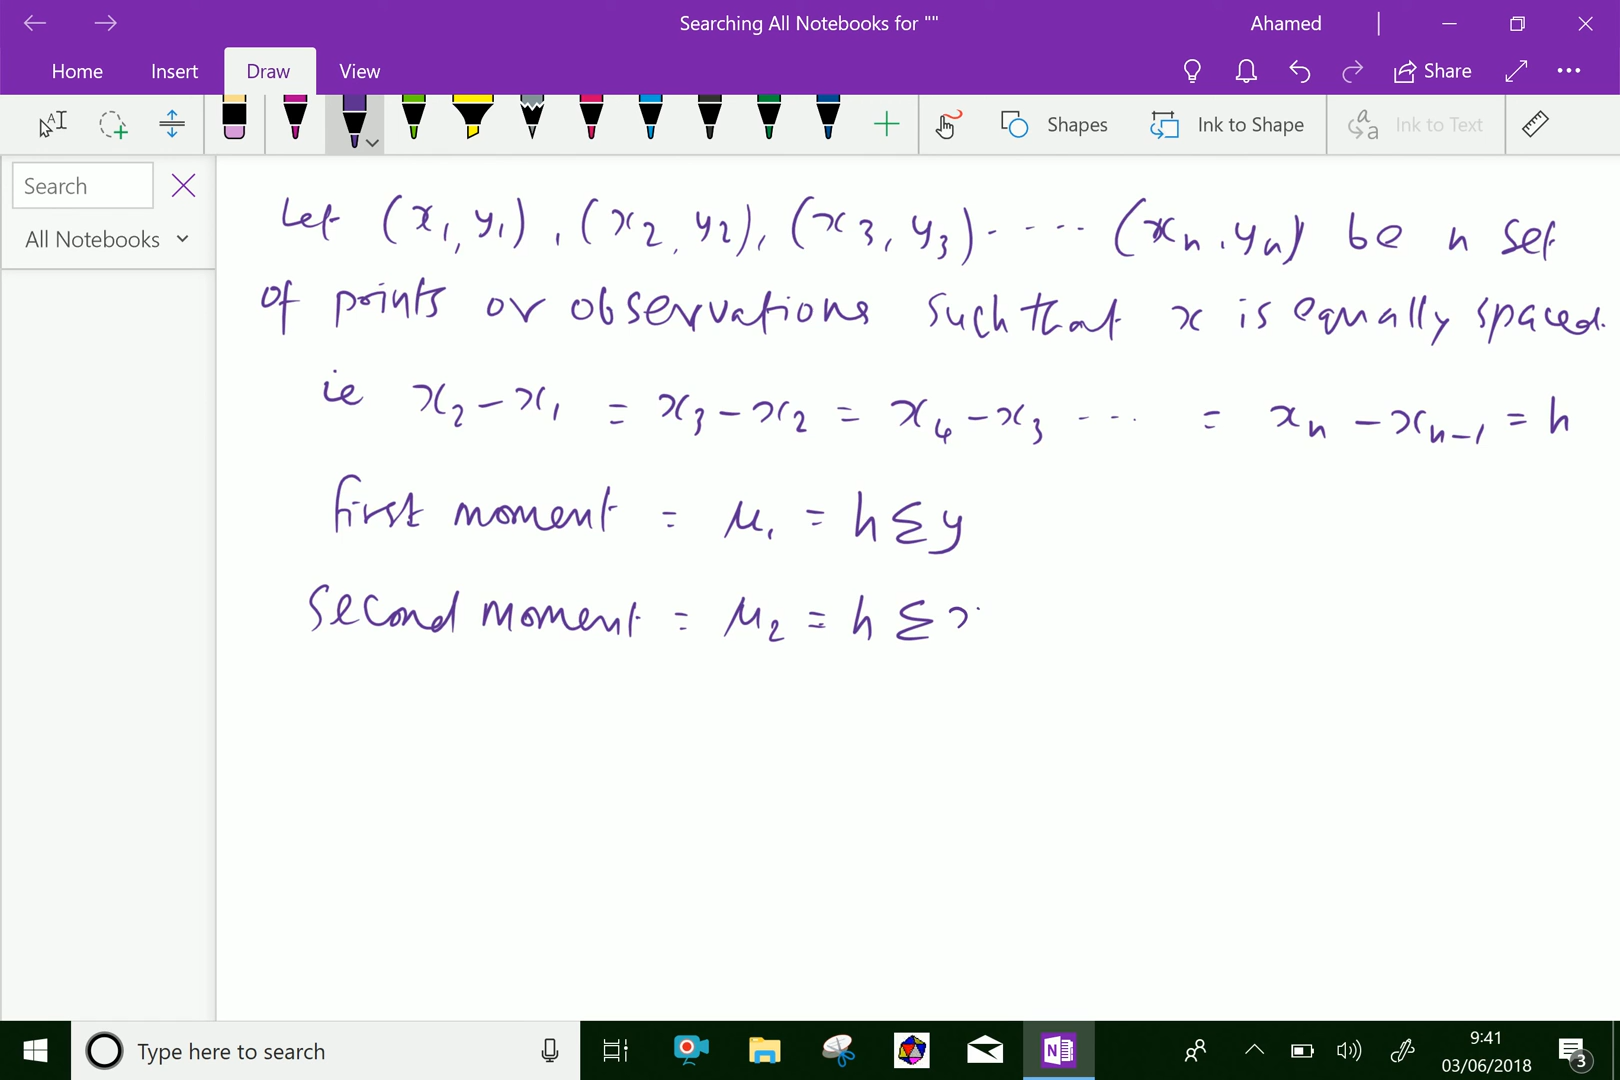 Searching All Notebooks for ""
Ahamed
Home Insert Draw View
Share
Shapes
Ink to Shape
Ink to Text
Search
All Notebooks
Let (x₁, y₁), (x₂, y₂), (x₃, y₃) ..... (xₙ, yₙ) be n set
of points or observations such that x is equally spaced.
ie x₂ - x₁ = x₃ - x₂ = x₄ - x₃ ..... = xₙ - xₙ₋₁ = h
first moment = μ₁ = h Σ y
Second moment = μ₂ = h Σ
Type here to search
9:41
03/06/2018
3